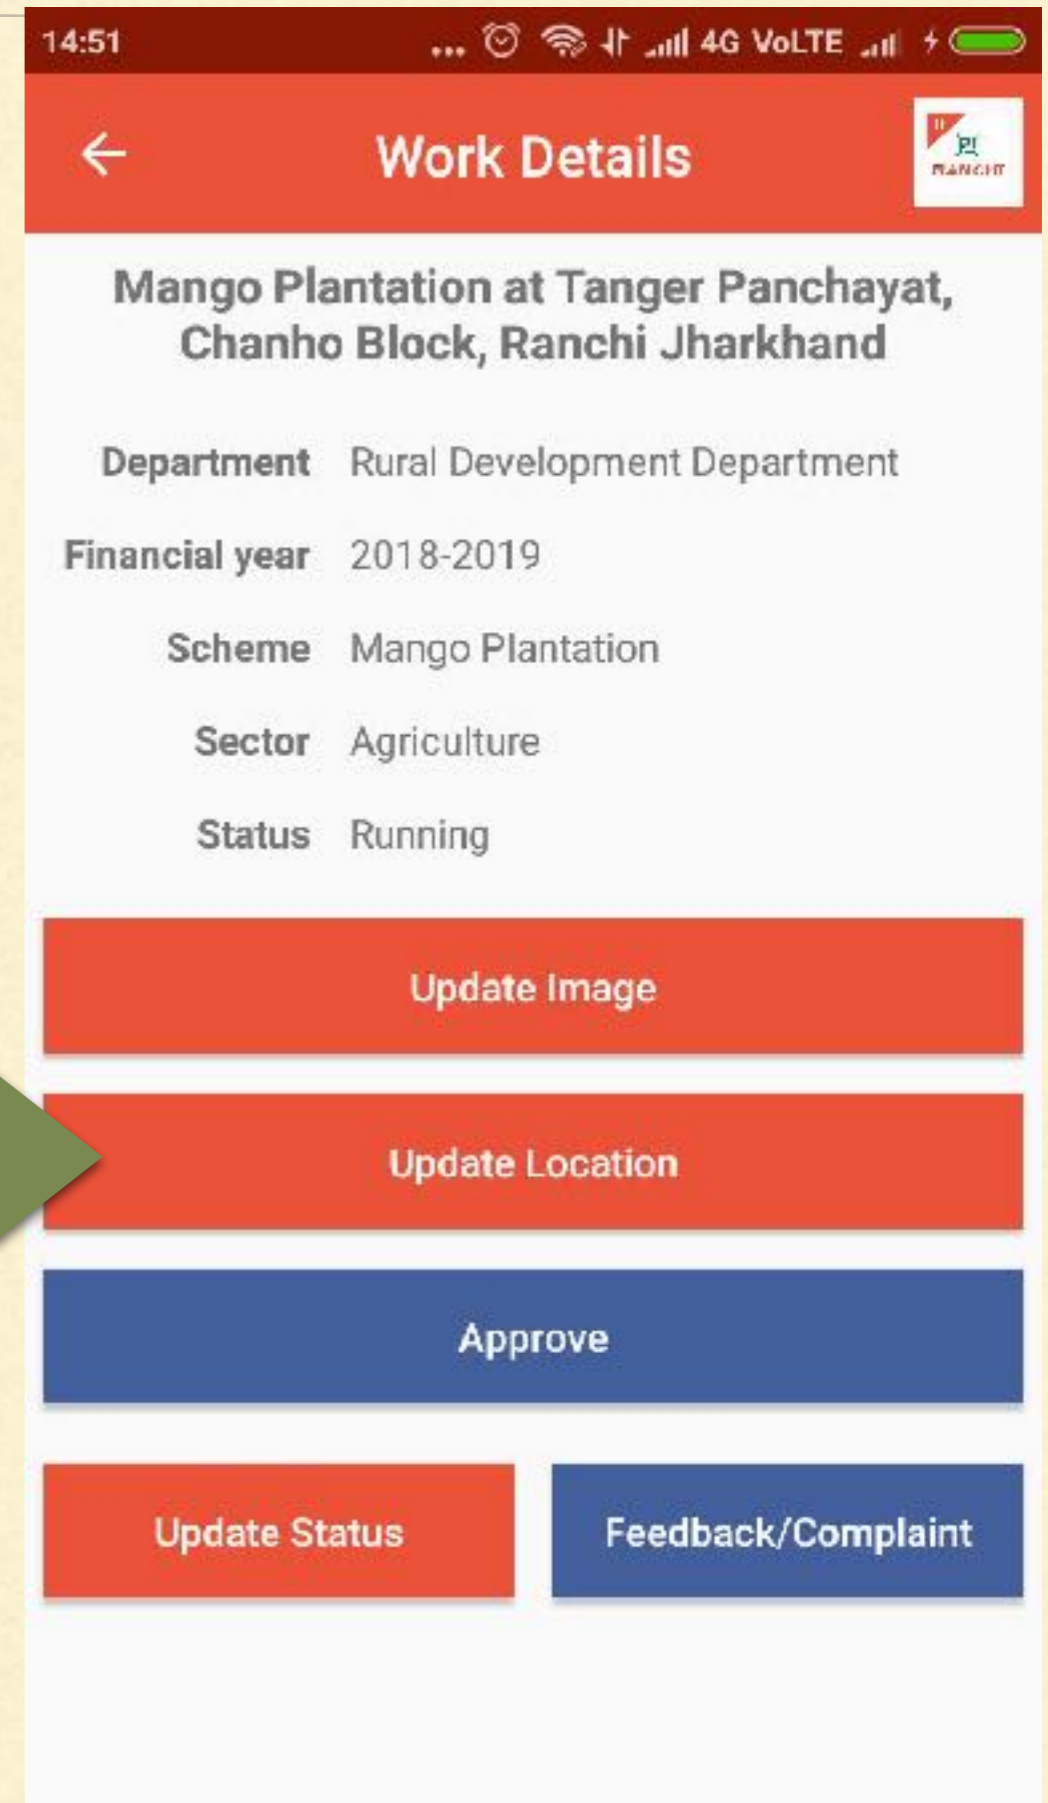 14:51 ... 4G VoLTE
Work Details
RANCHI
Mango Plantation at Tanger Panchayat,
Chanho Block, Ranchi Jharkhand
Department Rural Development Department
Financial year 2018-2019
Scheme Mango Plantation
Sector Agriculture
Status Running
Update Image
Update Location
Approve
Update Status Feedback/Complaint